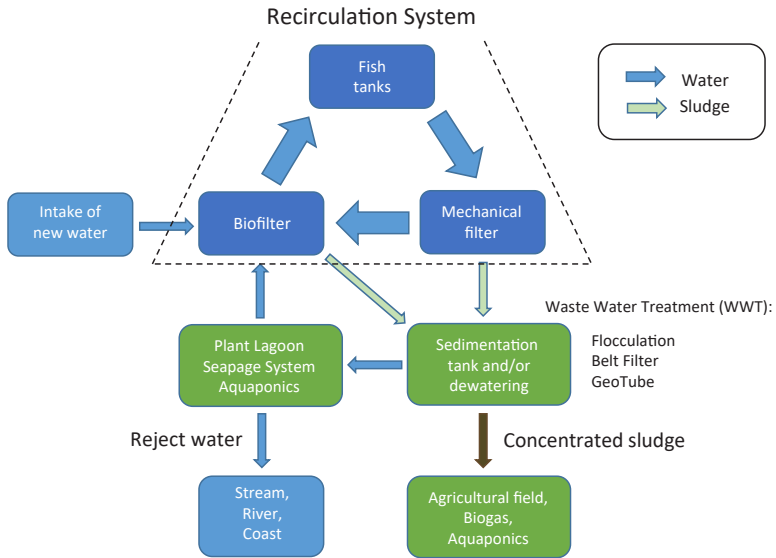 Recirculation System
Fish
tanks
Water
Sludge
Intake of
new water
Biofilter
Mechanical
filter
Waste Water Treatment (WWT):
Flocculation
Belt Filter
GeoTube
Plant Lagoon
Seapage System
Aquaponics
Sedimentation
tank and/or
dewatering
Reject water
Concentrated sludge
Stream,
River,
Coast
Agricultural field,
Biogas,
Aquaponics